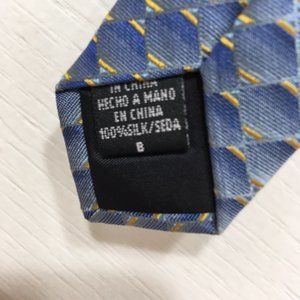 IN CHINA
HECHO A MANO
EN CHINA
100%SILK/SEDA
B